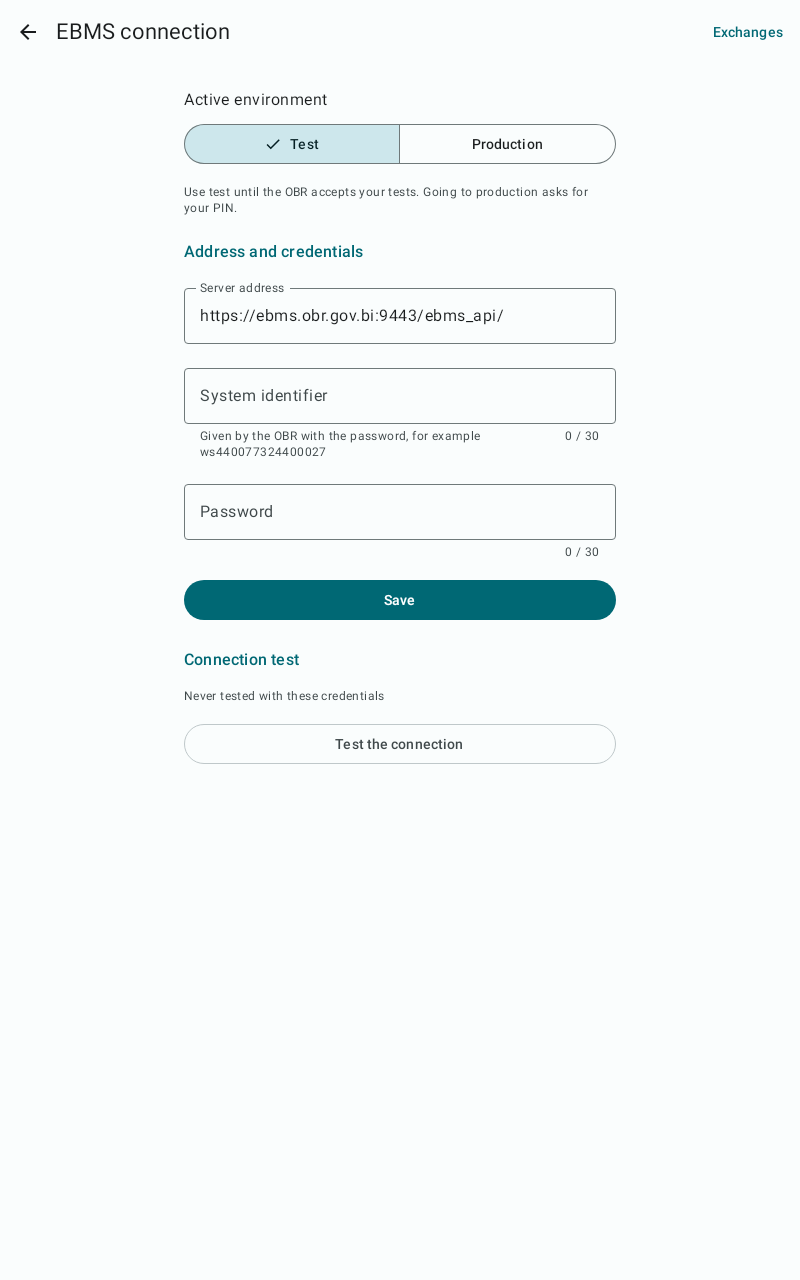 EBMS connection
Exchanges
Active environment
Test
Production
Use test until the OBR accepts your tests. Going to production asks for
your PIN.
Address and credentials
Server address
https://ebms.obr.gov.bi:9443/ebms_api/
System identifier
Given by the OBR with the password, for example
ws440077324400027
0 / 30
Password
0 / 30
Save
Connection test
Never tested with these credentials
Test the connection